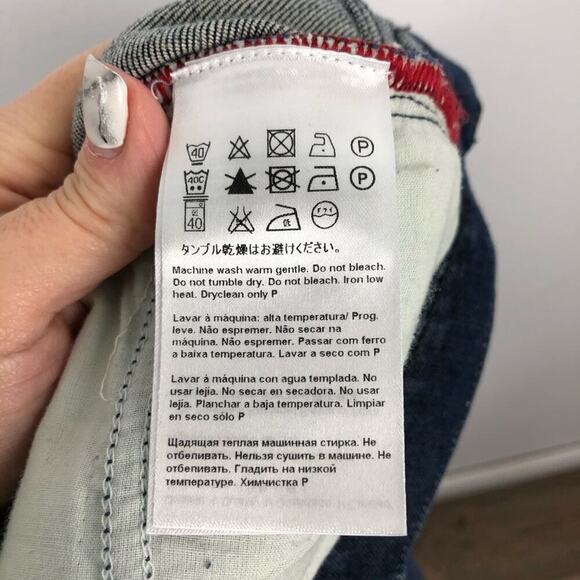 40 P
40C P
40 低 ドライ
タンブル乾燥はお避けください。
Machine wash warm gentle. Do not bleach.
Do not tumble dry. Do not bleach. Iron low
heat. Dryclean only P
Lavar à máquina: alta temperatura/ Prog.
leve. Não espremer. Não secar na
máquina. Não espremer. Passar com ferro
a baixa temperatura. Lavar a seco com P
Lavar á máquina con agua templada. No
usar lejía. No secar en secadora. No usar
lejía. Planchar a baja temperatura. Limpiar
en seco sólo P
Щадящая теплая машинная стирка. Не
отбеливать. Нельзя сушить в машине. Не
отбеливать. Гладить на низкой
температуре. Химчистка P